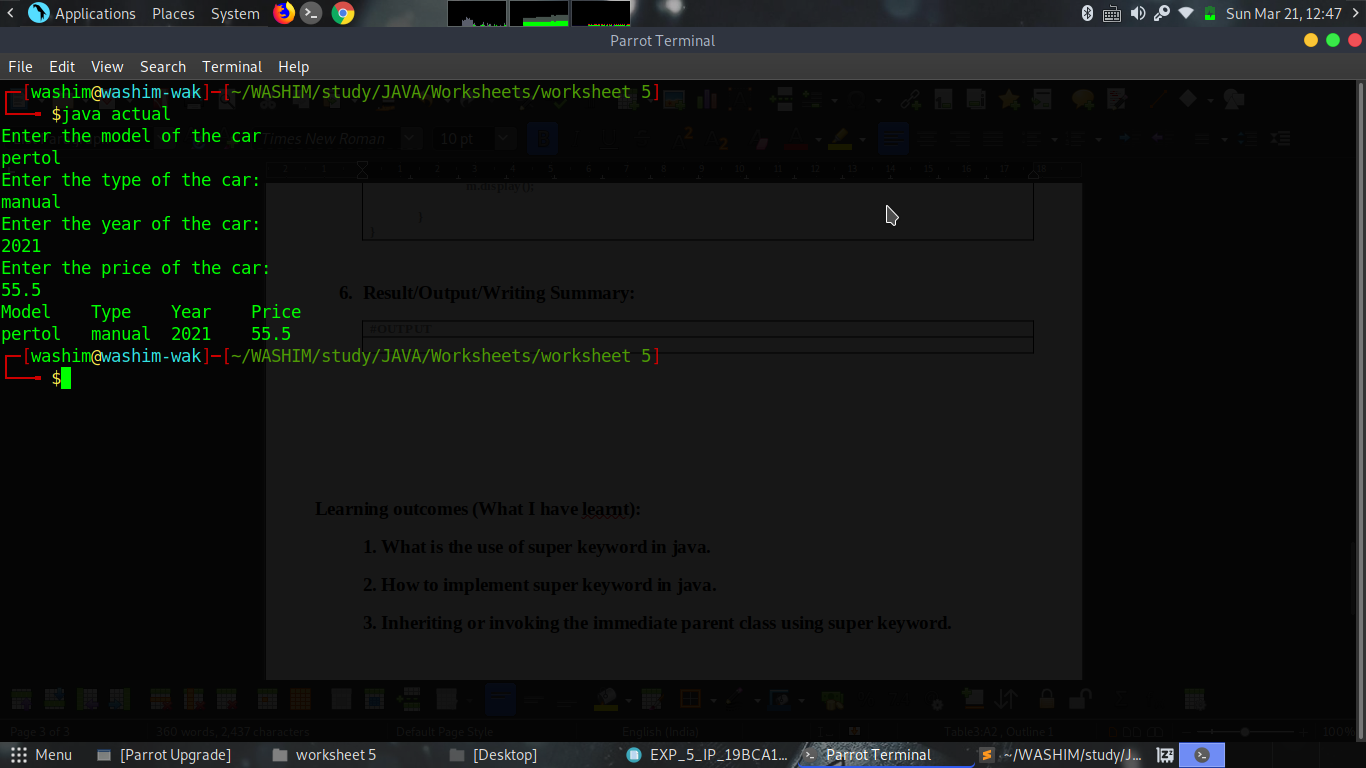 Applications Places System
Sun Mar 21, 12:47
Parrot Terminal
File Edit View Search Terminal Help
[washim@washim-wak]-[~/WASHIM/study/JAVA/Worksheets/worksheet 5]
$java actual
Enter the model of the car
pertol
Enter the type of the car:
manual
Enter the year of the car:
2021
Enter the price of the car:
55.5
Model Type Year Price
pertol manual 2021 55.5
[washim@washim-wak]-[~/WASHIM/study/JAVA/Worksheets/worksheet 5]
$
Times New Roman 10 pt
m.display();
}
}
6. Result/Output/Writing Summary:
#OUTPUT
Learning outcomes (What I have learnt):
1. What is the use of super keyword in java.
2. How to implement super keyword in java.
3. Inheriting or invoking the immediate parent class using super keyword.
Page 3 of 3 360 words, 2,437 characters Default Page Style English (India) Table3:A2, Outline 1 100%
Menu [Parrot Upgrade] worksheet 5 [Desktop] EXP_5_IP_19BCA1... Parrot Terminal ~/WASHIM/study/J...